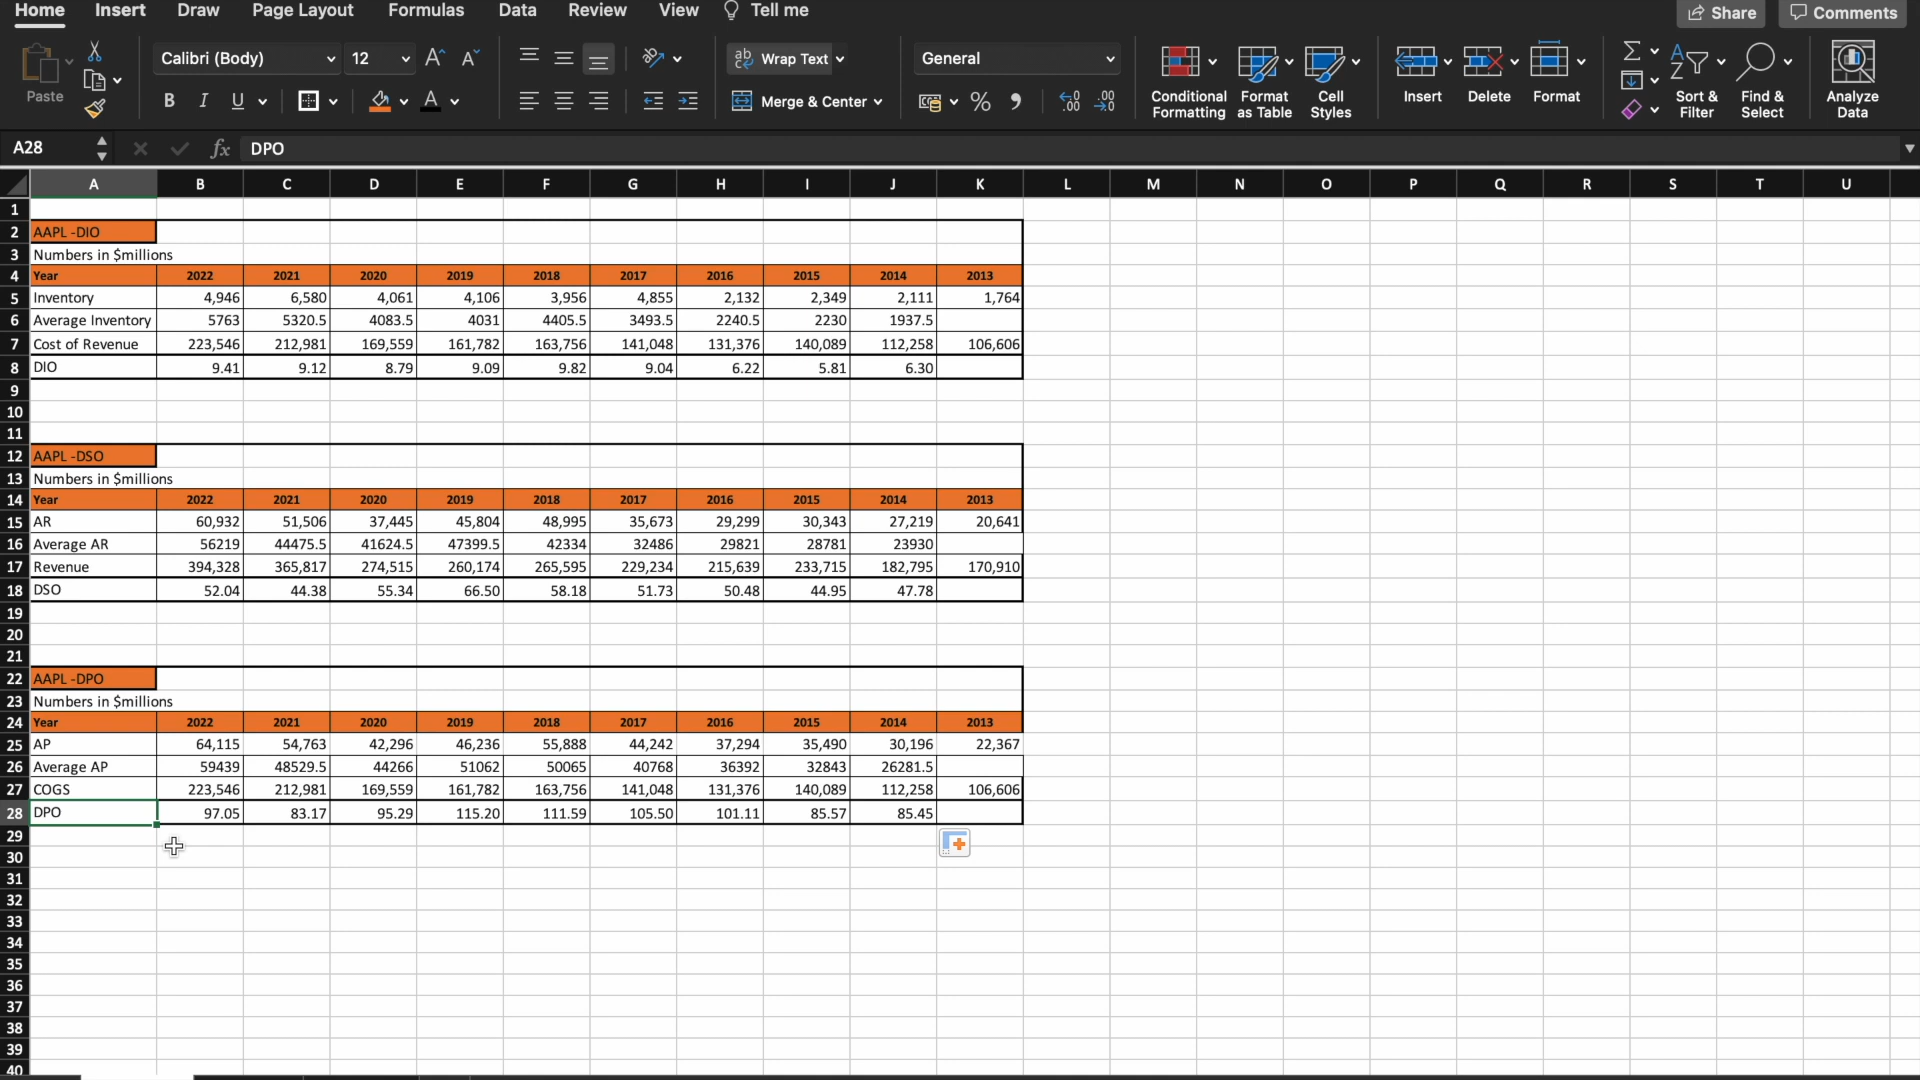 Home Insert Draw Page Layout Formulas Data Review View Tell me Share Comments
Paste Calibri (Body) 12 A^ A˅ ab Wrap Text General
B I U A Merge & Center % 9 .00 .00
Conditional Formatting Format as Table Cell Styles Insert Delete Format Σ Sort & Filter Find & Select Analyze Data
A28 fx DPO
A B C D E F G H I J K L M N O P Q R S T U
1
2 AAPL -DIO
3 Numbers in $millions
4 Year 2022 2021 2020 2019 2018 2017 2016 2015 2014 2013
5 Inventory 4,946 6,580 4,061 4,106 3,956 4,855 2,132 2,349 2,111 1,764
6 Average Inventory 5763 5320.5 4083.5 4031 4405.5 3493.5 2240.5 2230 1937.5
7 Cost of Revenue 223,546 212,981 169,559 161,782 163,756 141,048 131,376 140,089 112,258 106,606
8 DIO 9.41 9.12 8.79 9.09 9.82 9.04 6.22 5.81 6.30
9
10
11
12 AAPL -DSO
13 Numbers in $millions
14 Year 2022 2021 2020 2019 2018 2017 2016 2015 2014 2013
15 AR 60,932 51,506 37,445 45,804 48,995 35,673 29,299 30,343 27,219 20,641
16 Average AR 56219 44475.5 41624.5 47399.5 42334 32486 29821 28781 23930
17 Revenue 394,328 365,817 274,515 260,174 265,595 229,234 215,639 233,715 182,795 170,910
18 DSO 52.04 44.38 55.34 66.50 58.18 51.73 50.48 44.95 47.78
19
20
21
22 AAPL -DPO
23 Numbers in $millions
24 Year 2022 2021 2020 2019 2018 2017 2016 2015 2014 2013
25 AP 64,115 54,763 42,296 46,236 55,888 44,242 37,294 35,490 30,196 22,367
26 Average AP 59439 48529.5 44266 51062 50065 40768 36392 32843 26281.5
27 COGS 223,546 212,981 169,559 161,782 163,756 141,048 131,376 140,089 112,258 106,606
28 DPO 97.05 83.17 95.29 115.20 111.59 105.50 101.11 85.57 85.45
29
30
31
32
33
34
35
36
37
38
39
40